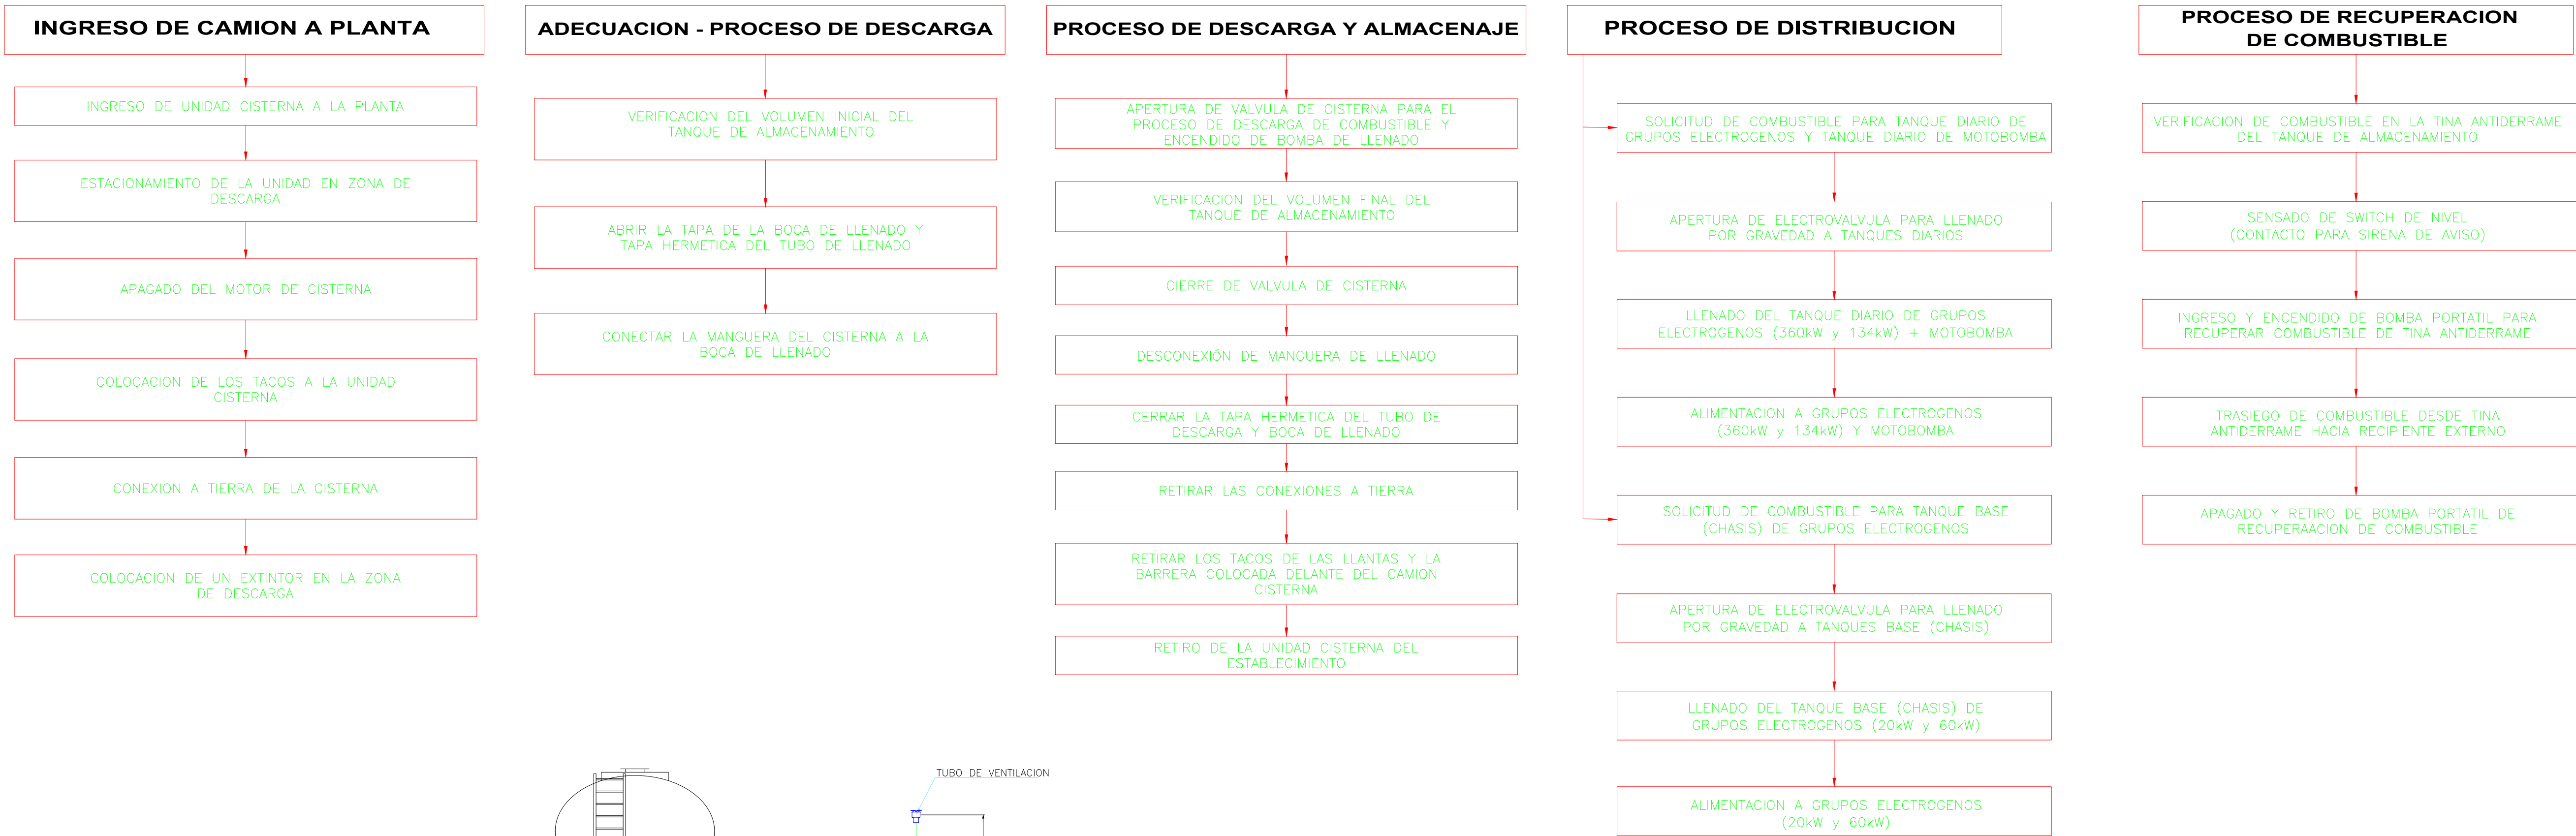 INGRESO DE CAMION A PLANTA
INGRESO DE UNIDAD CISTERNA A LA PLANTA
ESTACIONAMIENTO DE LA UNIDAD EN ZONA DE
DESCARGA
APAGADO DEL MOTOR DE CISTERNA
COLOCACION DE LOS TACOS A LA UNIDAD
CISTERNA
CONEXION A TIERRA DE LA CISTERNA
COLOCACION DE UN EXTINTOR EN LA ZONA
DE DESCARGA
ADECUACION - PROCESO DE DESCARGA
VERIFICACION DEL VOLUMEN INICIAL DEL
TANQUE DE ALMACENAMIENTO
ABRIR LA TAPA DE LA BOCA DE LLENADO Y
TAPA HERMETICA DEL TUBO DE LLENADO
CONECTAR LA MANGUERA DEL CISTERNA A LA
BOCA DE LLENADO
PROCESO DE DESCARGA Y ALMACENAJE
APERTURA DE VALVULA DE CISTERNA PARA EL
PROCESO DE DESCARGA DE COMBUSTIBLE Y
ENCENDIDO DE BOMBA DE LLENADO
VERIFICACION DEL VOLUMEN FINAL DEL
TANQUE DE ALMACENAMIENTO
CIERRE DE VALVULA DE CISTERNA
DESCONEXIÓN DE MANGUERA DE LLENADO
CERRAR LA TAPA HERMETICA DEL TUBO DE
DESCARGA Y BOCA DE LLENADO
RETIRAR LAS CONEXIONES A TIERRA
RETIRAR LOS TACOS DE LAS LLANTAS Y LA
BARRERA COLOCADA DELANTE DEL CAMION
CISTERNA
RETIRO DE LA UNIDAD CISTERNA DEL
ESTABLECIMIENTO
PROCESO DE DISTRIBUCION
SOLICITUD DE COMBUSTIBLE PARA TANQUE DIARIO DE
GRUPOS ELECTROGENOS Y TANQUE DIARIO DE MOTOBOMBA
APERTURA DE ELECTROVALVULA PARA LLENADO
POR GRAVEDAD A TANQUES DIARIOS
LLENADO DEL TANQUE DIARIO DE GRUPOS
ELECTROGENOS (360kW y 134kW) + MOTOBOMBA
ALIMENTACION A GRUPOS ELECTROGENOS
(360kW y 134kW) Y MOTOBOMBA
SOLICITUD DE COMBUSTIBLE PARA TANQUE BASE
(CHASIS) DE GRUPOS ELECTROGENOS
APERTURA DE ELECTROVALVULA PARA LLENADO
POR GRAVEDAD A TANQUES BASE (CHASIS)
LLENADO DEL TANQUE BASE (CHASIS) DE
GRUPOS ELECTROGENOS (20kW y 60kW)
ALIMENTACION A GRUPOS ELECTROGENOS
(20kW y 60kW)
PROCESO DE RECUPERACION
DE COMBUSTIBLE
VERIFICACION DE COMBUSTIBLE EN LA TINA ANTIDERRAME
DEL TANQUE DE ALMACENAMIENTO
SENSADO DE SWITCH DE NIVEL
(CONTACTO PARA SIRENA DE AVISO)
INGRESO Y ENCENDIDO DE BOMBA PORTATIL PARA
RECUPERAR COMBUSTIBLE DE TINA ANTIDERRAME
TRASIEGO DE COMBUSTIBLE DESDE TINA
ANTIDERRAME HACIA RECIPIENTE EXTERNO
APAGADO Y RETIRO DE BOMBA PORTATIL DE
RECUPERAACION DE COMBUSTIBLE
TUBO DE VENTILACION